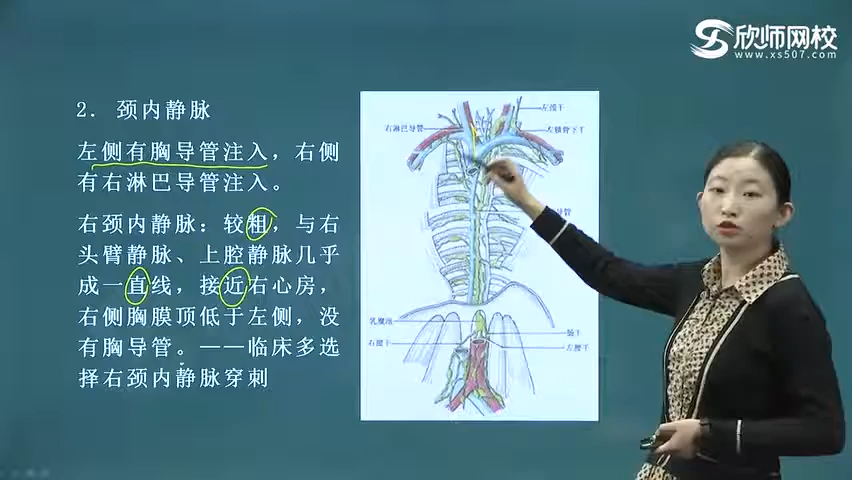 欣师网校
www.xs507.com
2. 颈内静脉
左侧有胸导管注入，右侧
有右淋巴导管注入。
右颈内静脉：较粗，与右
头臂静脉、上腔静脉几乎
成一直线，接近右心房，
右侧胸膜顶低于左侧，没
有胸导管。——临床多选
择右颈内静脉穿刺
左颈干
右淋巴导管
左锁骨下干
导管
乳糜池
肠干
右腰干
左腰干